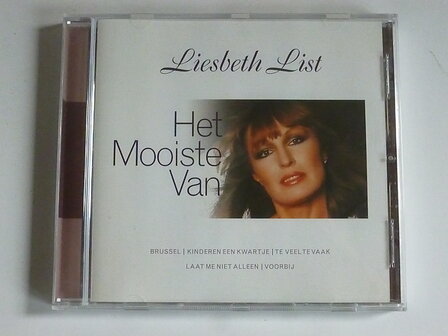 Liesbeth List
Het
Mooiste
Van
BRUSSEL | KINDEREN EEN KWARTJE | TE VEEL TE VAAK
LAAT ME NIET ALLEEN | VOORBIJ